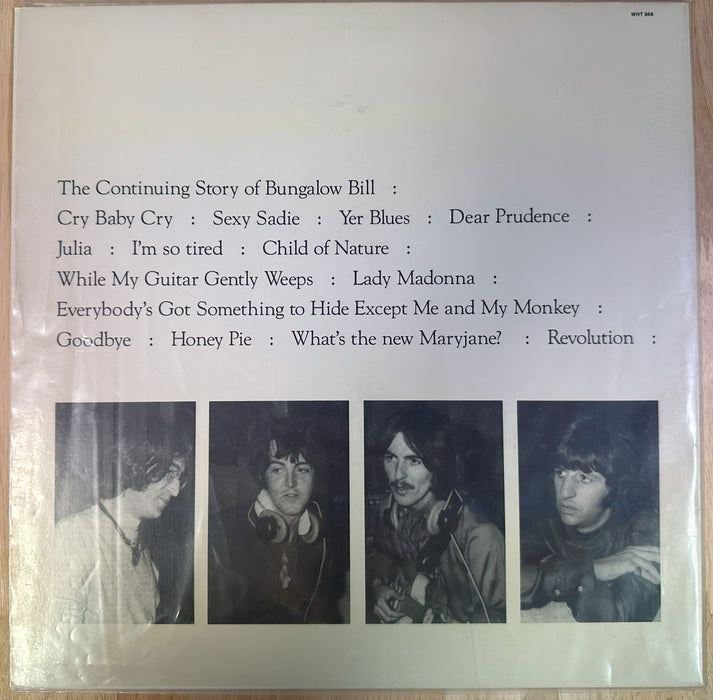 WHT 868
The Continuing Story of Bungalow Bill :
Cry Baby Cry : Sexy Sadie : Yer Blues : Dear Prudence :
Julia : I'm so tired : Child of Nature :
While My Guitar Gently Weeps : Lady Madonna :
Everybody's Got Something to Hide Except Me and My Monkey :
Goodbye : Honey Pie : What's the new Maryjane? : Revolution :